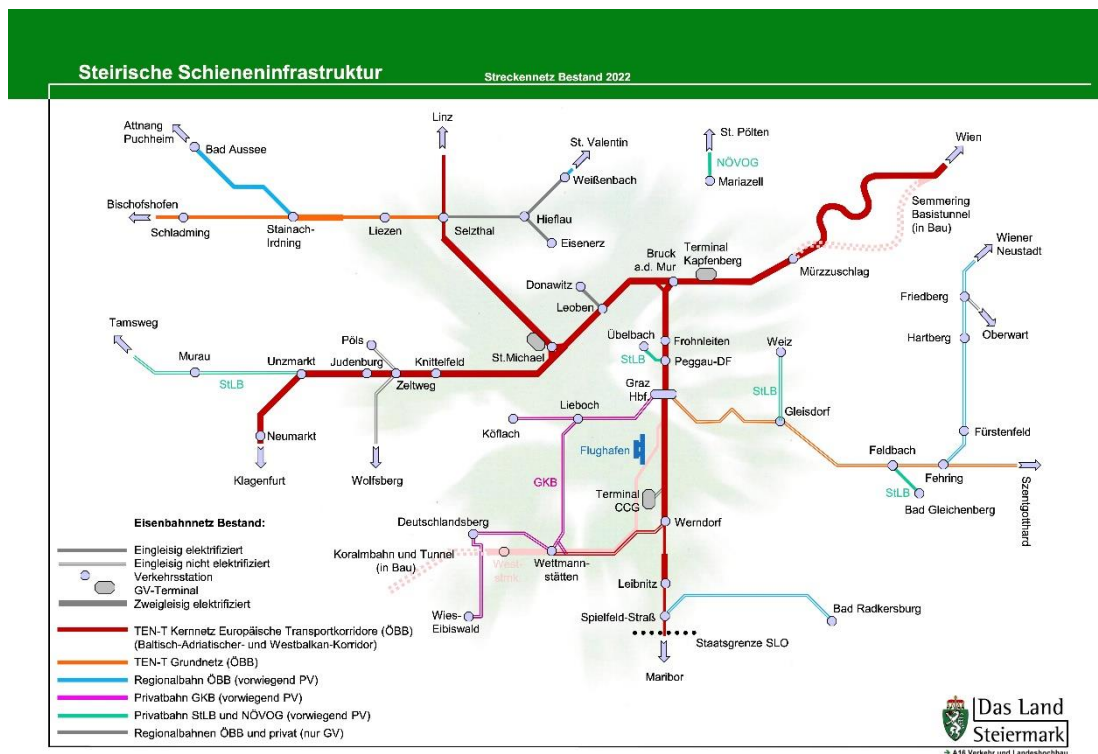 Steirische Schieneninfrastruktur
Streckennetz Bestand 2022
Attnang
Puchheim
Bad Aussee
Linz
St. Valentin
Weißenbach
St. Pölten
NÖVOG
Mariazell
Wien
Bischofshofen
Schladming
Stainach-
Irdning
Liezen
Selzthal
Hieflau
Eisenerz
Semmering
Basistunnel
(in Bau)
Bruck
a.d. Mur
Terminal
Kapfenberg
Mürzzuschlag
Wiener
Neustadt
Donawitz
Leoben
Friedberg
Oberwart
Tamsweg
Murau
StLB
Unzmarkt
Pöls
Judenburg
Zeltweg
Knittelfeld
St.Michael
Übelbach
StLB
Frohnleiten
Peggau-DF
Weiz
StLB
Hartberg
Graz
Hbf.
Lieboch
Köflach
Gleisdorf
Neumarkt
Klagenfurt
Wolfsberg
Flughafen
GKB
Feldbach
Fürstenfeld
Fehring
StLB
Bad Gleichenberg
Szentgotthard
Terminal
CCG
Deutschlandsberg
Werndorf
Koralmbahn und Tunnel
(in Bau)
West-
stmk.
Wettmann-
stätten
Leibnitz
Wies-
Eibiswald
Spielfeld-Straß
Bad Radkersburg
Staatsgrenze SLO
Maribor
Eisenbahnnetz Bestand:
Eingleisig elektrifiziert
Eingleisig nicht elektrifiziert
Verkehrsstation
GV-Terminal
Zweigleisig elektrifiziert
TEN-T Kernnetz Europäische Transportkorridore (ÖBB)
(Baltisch-Adriatischer- und Westbalkan-Korridor)
TEN-T Grundnetz (ÖBB)
Regionalbahn ÖBB (vorwiegend PV)
Privatbahn GKB (vorwiegend PV)
Privatbahn StLB und NÖVOG (vorwiegend PV)
Regionalbahnen ÖBB und privat (nur GV)
Das Land
Steiermark
→ A16 Verkehr und Landeshochbau